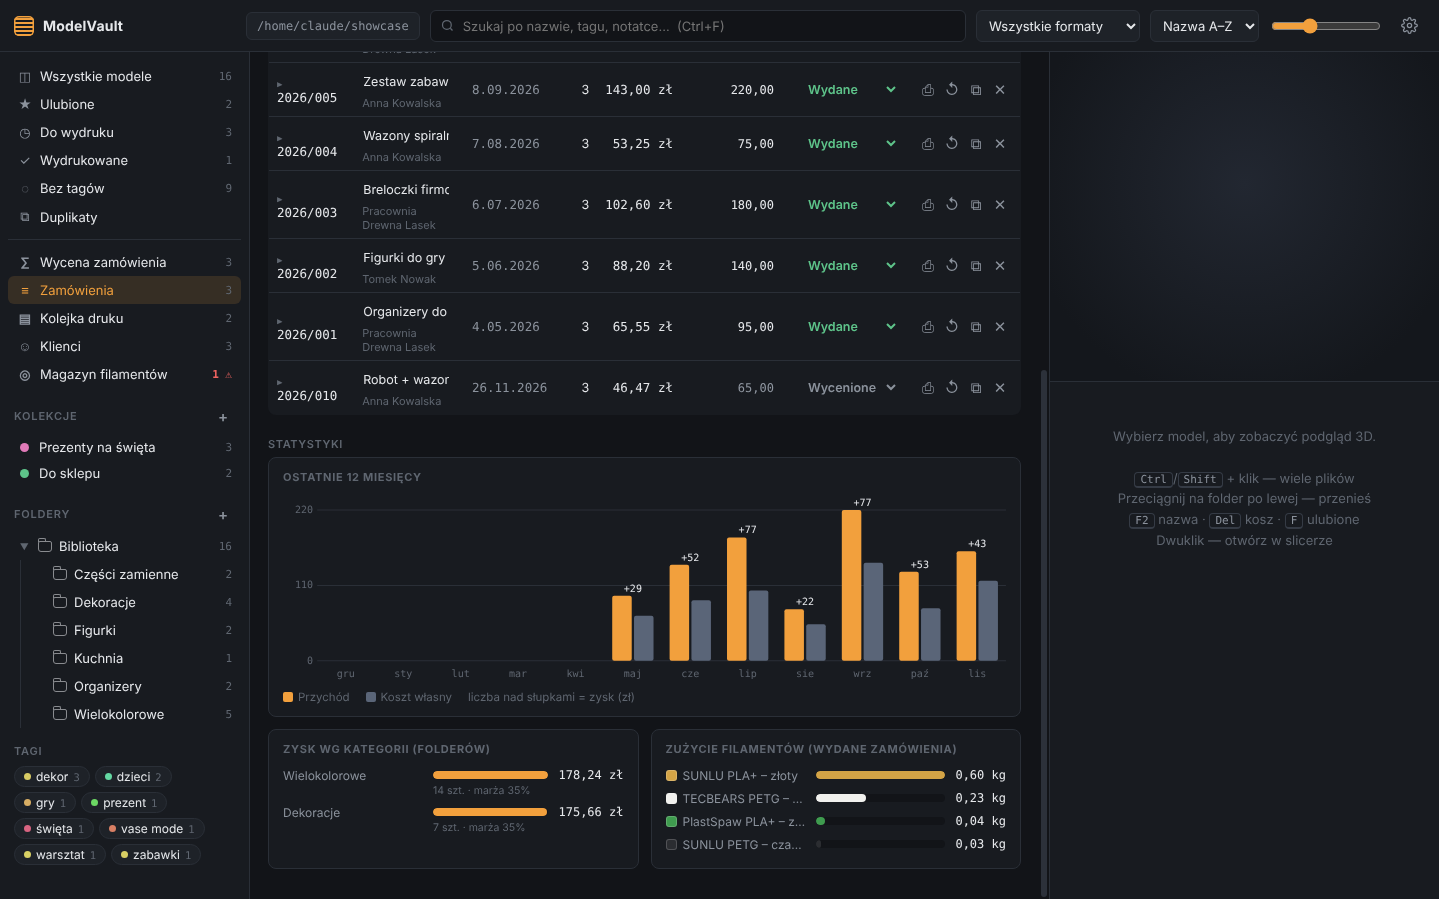 ModelVault
/home/claude/showcase
Szukaj po nazwie, tagu, notatce... (Ctrl+F)
Wszystkie formaty
Nazwa A–Z
Wszystkie modele 16
Ulubione 2
Do wydruku 3
Wydrukowane 1
Bez tagów 9
Duplikaty
Wycena zamówienia 3
Zamówienia 3
Kolejka druku 2
Klienci 3
Magazyn filamentów 1 ⚠
KOLEKCJE +
Prezenty na święta 3
Do sklepu 2
FOLDERY +
Biblioteka 16
Części zamienne 2
Dekoracje 4
Figurki 2
Kuchnia 1
Organizery 2
Wielokolorowe 5
TAGI
dekor 3 dzieci 2
gry 1 prezent 1
święta 1 vase mode 1
warsztat 1 zabawki 1
2026/005 Zestaw zabaw 8.09.2026 3 143,00 zł 220,00 Wydane
Anna Kowalska
2026/004 Wazony spiraln 7.08.2026 3 53,25 zł 75,00 Wydane
Anna Kowalska
2026/003 Breloczki firmo 6.07.2026 3 102,60 zł 180,00 Wydane
Pracownia
Drewna Lasek
2026/002 Figurki do gry 5.06.2026 3 88,20 zł 140,00 Wydane
Tomek Nowak
2026/001 Organizery do 4.05.2026 3 65,55 zł 95,00 Wydane
Pracownia
Drewna Lasek
2026/010 Robot + wazor 26.11.2026 3 46,47 zł 65,00 Wycenione
Anna Kowalska
STATYSTYKI
OSTATNIE 12 MIESIĘCY
220
110
0
+29 +52 +77 +22 +77 +53 +43
gru sty lut mar kwi maj cze lip sie wrz paź lis
Przychód Koszt własny liczba nad słupkami = zysk (zł)
ZYSK WG KATEGORII (FOLDERÓW)
Wielokolorowe 178,24 zł
14 szt. · marża 35%
Dekoracje 175,66 zł
7 szt. · marża 35%
ZUŻYCIE FILAMENTÓW (WYDANE ZAMÓWIENIA)
SUNLU PLA+ – złoty 0,60 kg
TECBEARS PETG – ... 0,23 kg
PlastSpaw PLA+ – z... 0,04 kg
SUNLU PETG – cza... 0,03 kg
Wybierz model, aby zobaczyć podgląd 3D.
Ctrl/Shift + klik — wiele plików
Przeciągnij na folder po lewej — przenieś
F2 nazwa · Del kosz · F ulubione
Dwuklik — otwórz w slicerze